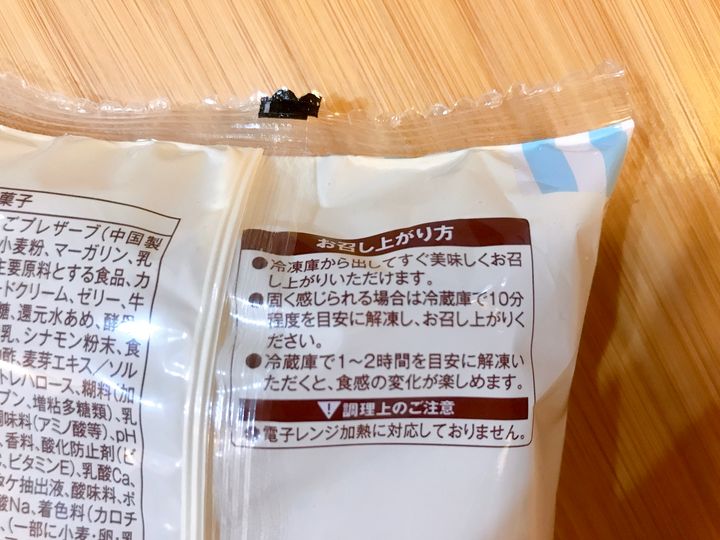 菓子
ごプレザーブ(中国製
小麦粉、マーガリン、乳
主要原料とする食品、カ
ードクリーム、ゼリー、牛
糖、還元水あめ、酵母
乳、シナモン粉末、食
酢、麦芽エキス/ソル
トレハロース、糊料(加
プン、増粘多糖類)、乳
調味料(アミノ酸等)、pH
、香料、酸化防止剤(ビ
、ビタミンE)、乳酸Ca、
タケ抽出液、酸味料、ポ
酸Na、着色料(カロチ
、(一部に小麦・卵・乳
お召し上がり方
●冷凍庫から出してすぐ美味しくお召
し上がりいただけます。
●固く感じられる場合は冷蔵庫で10分
程度を目安に解凍し、お召し上がりく
ださい。
●冷蔵庫で1~2時間を目安に解凍い
ただくと、食感の変化が楽しめます。
調理上のご注意
●電子レンジ加熱に対応しておりません。